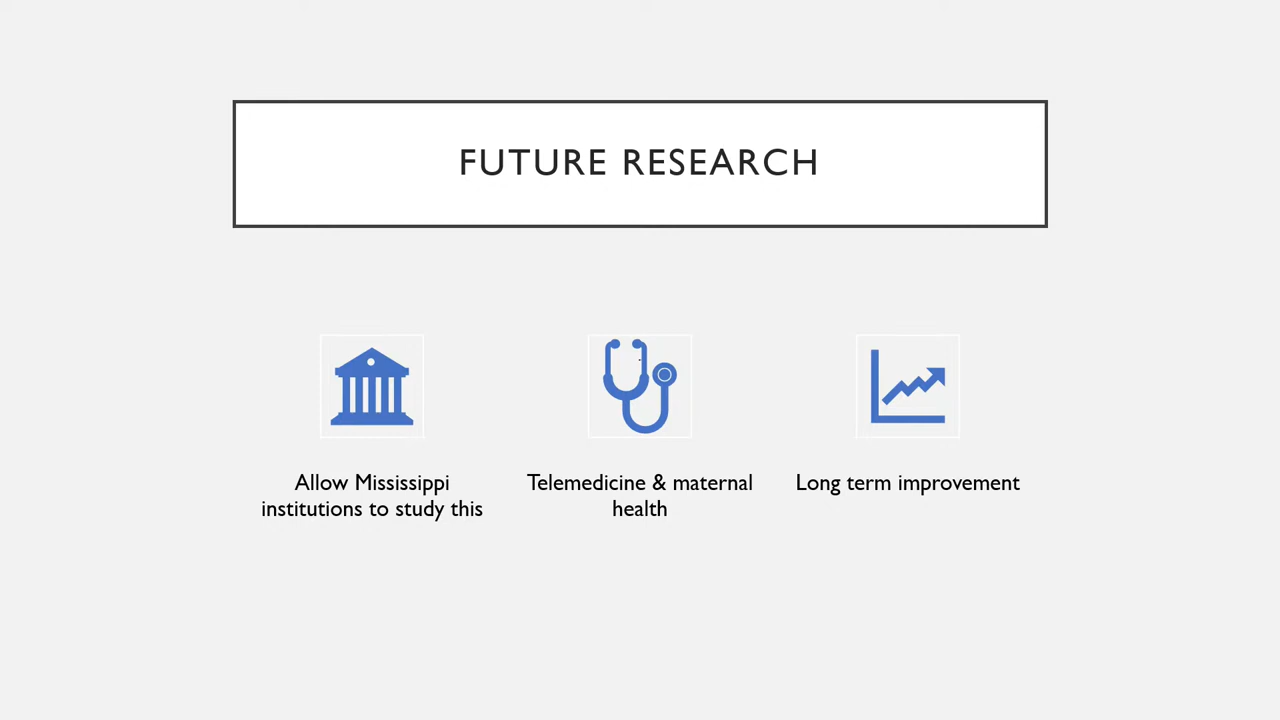 FUTURE RESEARCH
Allow Mississippi
institutions to study this
Telemedicine & maternal
health
Long term improvement